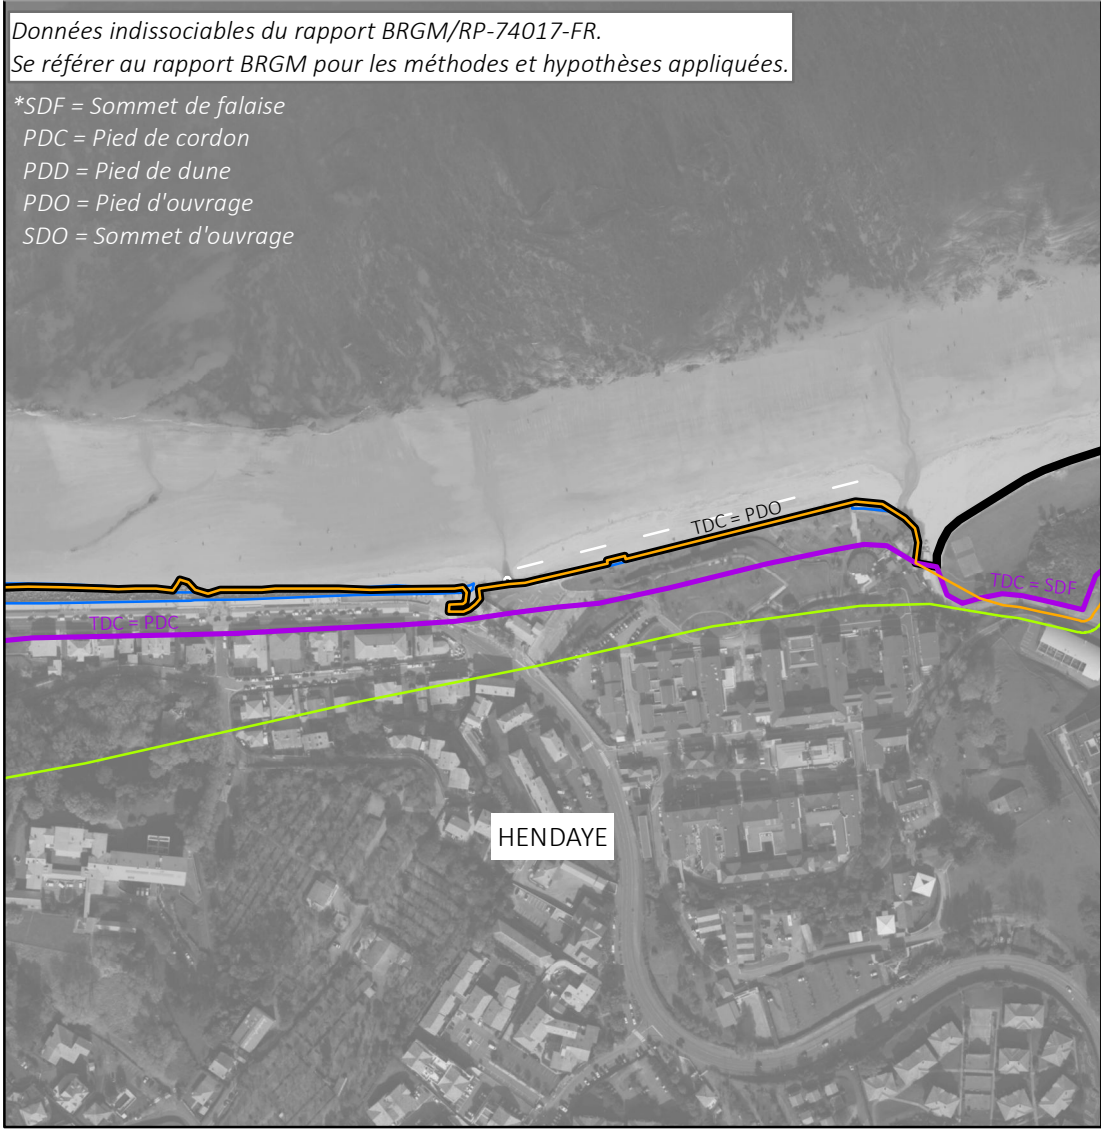 Données indissociables du rapport BRGM/RP-74017-FR.
Se référer au rapport BRGM pour les méthodes et hypothèses appliquées.
*SDF = Sommet de falaise
PDC = Pied de cordon
PDD = Pied de dune
PDO = Pied d'ouvrage
SDO = Sommet d'ouvrage
TDC = PDO
TDC = SDF
TDC = PDC
HENDAYE